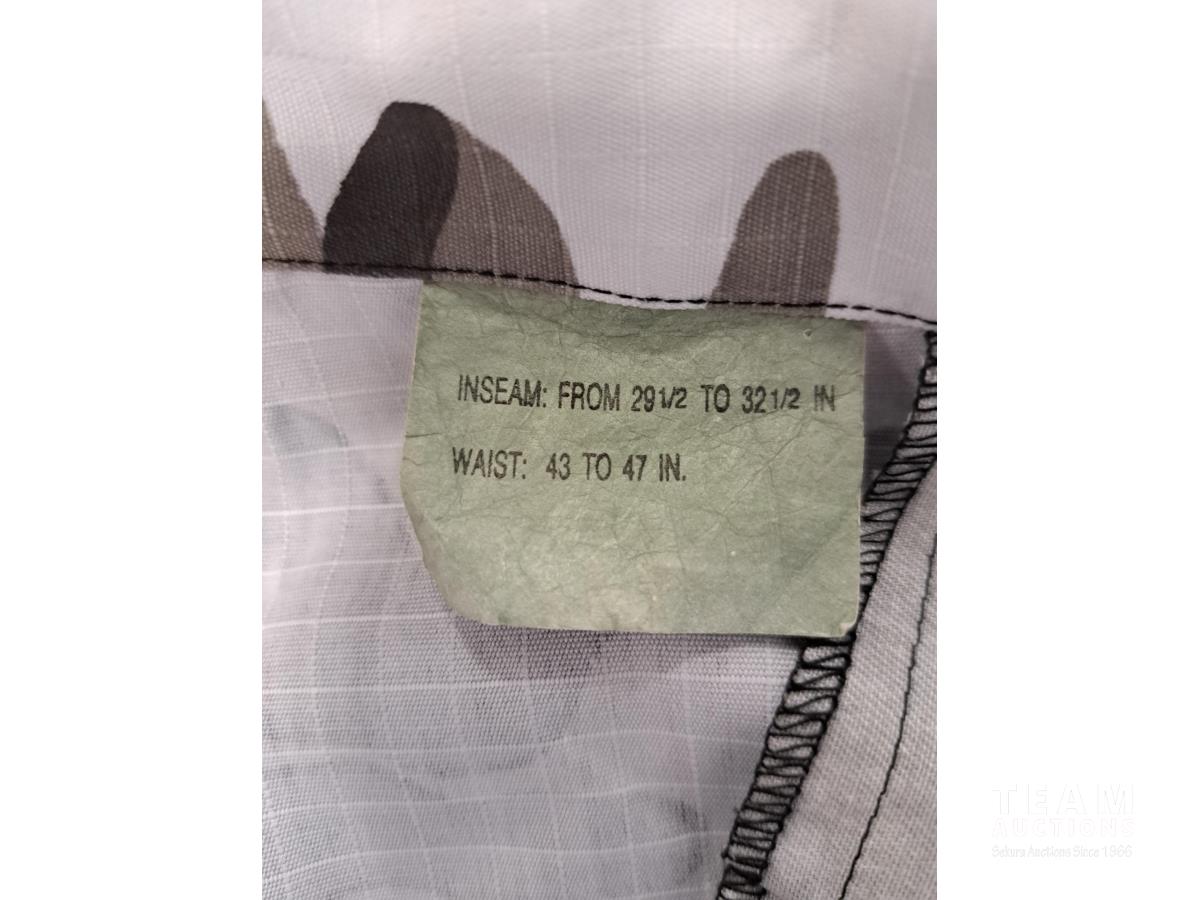 INSEAM: FROM 29 1/2 TO 32 1/2 IN
WAIST: 43 TO 47 IN.
TEAM
AUCTIONS
Sekura Auctions Since 1966